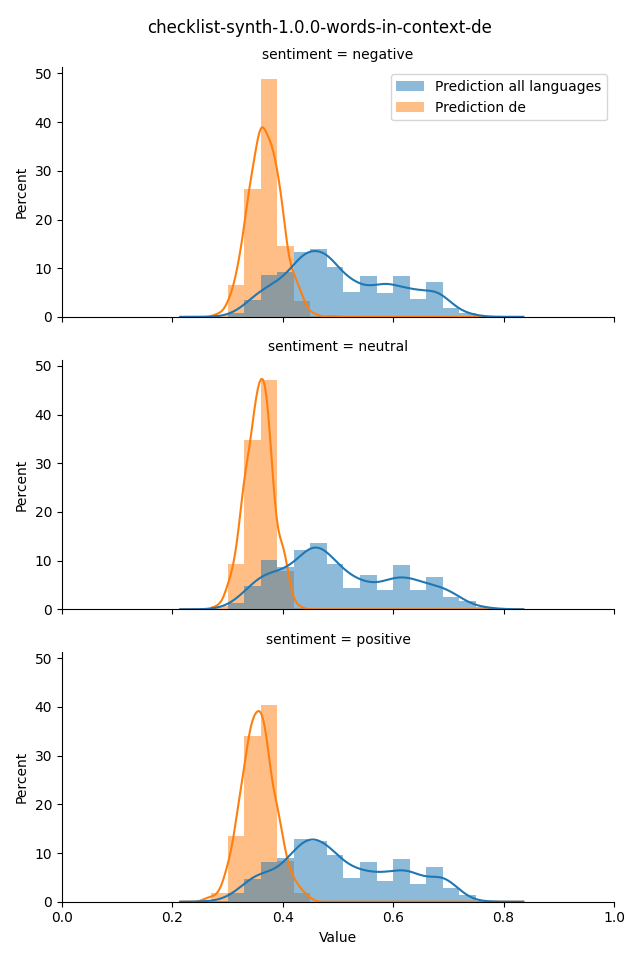 checklist-synth-1.0.0-words-in-context-de
sentiment = negative
Prediction all languages
Prediction de
Percent
50
40
30
20
10
0
sentiment = neutral
Percent
50
40
30
20
10
0
sentiment = positive
Percent
50
40
30
20
10
0
0.0 0.2 0.4 0.6 0.8 1.0
Value